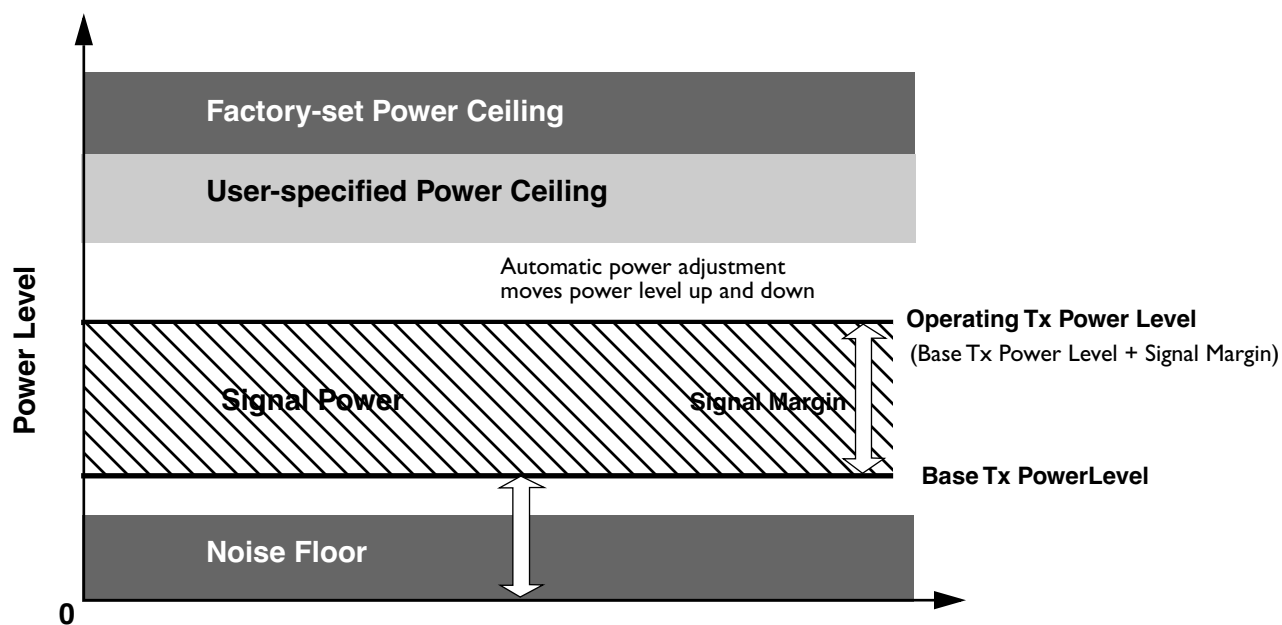 Factory-set Power Ceiling
User-specified Power Ceiling
Automatic power adjustment
moves power level up and down
Power Level
Operating Tx Power Level
(Base Tx Power Level + Signal Margin)
Signal Power
Signal Margin
Base Tx PowerLevel
Noise Floor
0